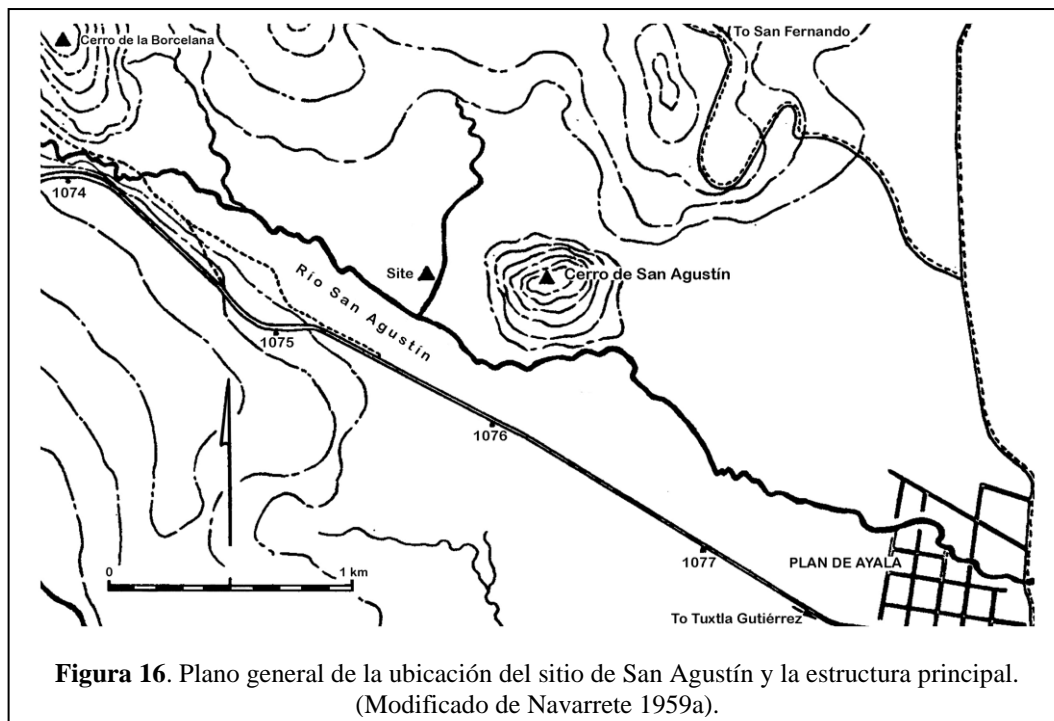 Cerro de la Borcelana
To San Fernando
1074
Site
Cerro de San Agustín
Río San Agustín
1075
1076
0 1 km
1077
PLAN DE AYALA
To Tuxtla Gutiérrez
Figura 16. Plano general de la ubicación del sitio de San Agustín y la estructura principal.
(Modificado de Navarrete 1959a).